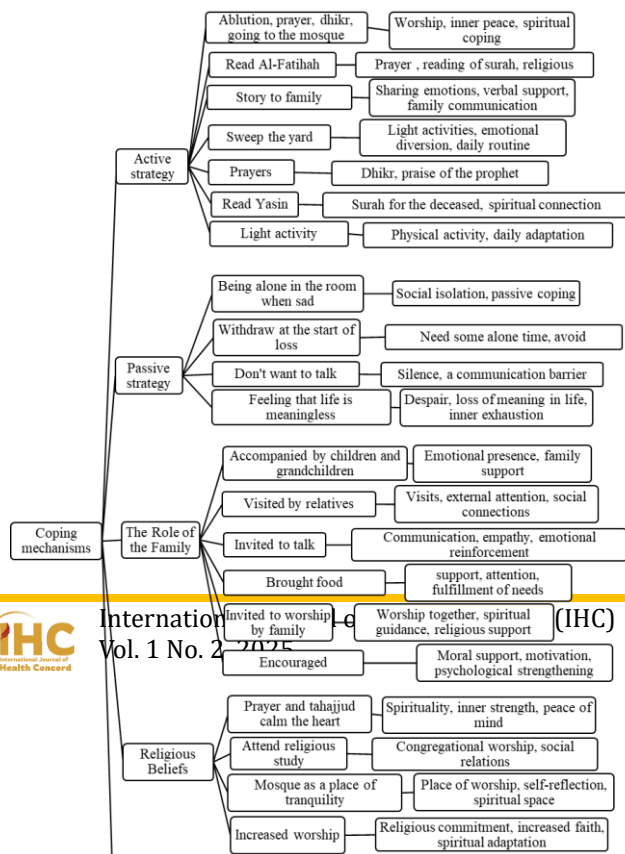 Ablution, prayer, dhikr,
going to the mosque
Worship, inner peace, spiritual
coping
Read Al-Fatihah
Prayer , reading of surah, religious
Story to family
Sharing emotions, verbal support,
family communication
Sweep the yard
Light activities, emotional
diversion, daily routine
Active
strategy
Prayers
Dhikr, praise of the prophet
Read Yasin
Surah for the deceased, spiritual connection
Light activity
Physical activity, daily adaptation
Being alone in the room
when sad
Social isolation, passive coping
Withdraw at the start of
loss
Need some alone time, avoid
Passive
strategy
Don't want to talk
Silence, a communication barrier
Feeling that life is
meaningless
Despair, loss of meaning in life,
inner exhaustion
Accompanied by children and
grandchildren
Emotional presence, family
support
Visited by relatives
Visits, external attention, social
connections
Coping
mechanisms
The Role of
the Family
Invited to talk
Communication, empathy, emotional
reinforcement
Brought food
support, attention,
fulfillment of needs
Invited to worship
by family
Worship together, spiritual
guidance, religious support
Encouraged
Moral support, motivation,
psychological strengthening
IHC
International Journal of
Health Concord
Internation (IHC)
Vol. 1 No. 2, 2025
Prayer and tahajjud
calm the heart
Spirituality, inner strength, peace of
mind
Religious
Beliefs
Attend religious
study
Congregational worship, social
relations
Mosque as a place of
tranquility
Place of worship, self-reflection,
spiritual space
Increased worship
Religious commitment, increased faith,
spiritual adaptation